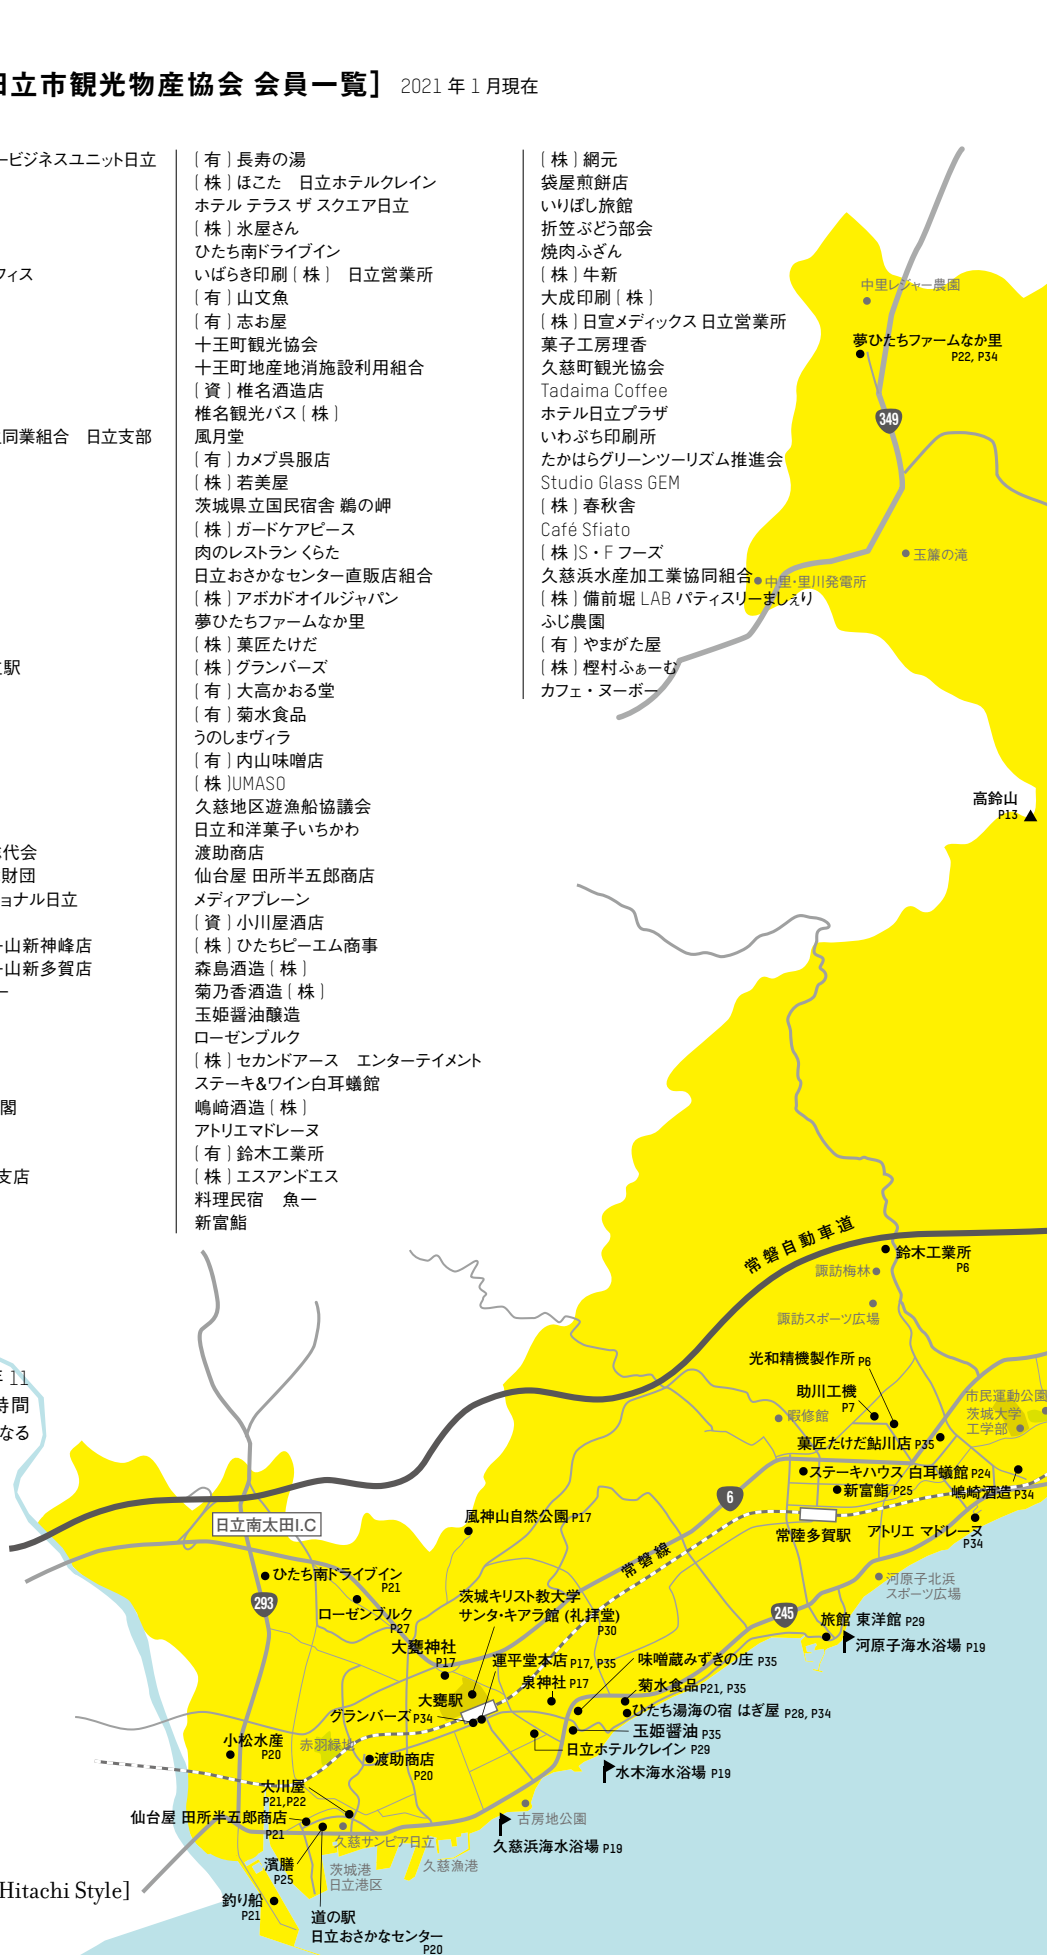 日立市観光物産協会 会員一覧］ 2021 年 1 月現在
ービジネスユニット日立
フィス
同業組合　日立支部
駅
代会
財団
ョナル日立
山新神峰店
山新多賀店
ー
閣
支店
［ 有 ］長寿の湯
［ 株 ］ほこた　日立ホテルクレイン
ホテル テラス ザ スクエア日立
［ 株 ］氷屋さん
ひたち南ドライブイン
いばらき印刷［ 株 ］　日立営業所
［ 有 ］山文魚
［ 有 ］志お屋
十王町観光協会
十王町地産地消施設利用組合
［ 資 ］椎名酒造店
椎名観光バス［ 株 ］
風月堂
［ 有 ］カメブ呉服店
［ 株 ］若美屋
茨城県立国民宿舎 鵜の岬
［ 株 ］ガードケアピース
肉のレストラン くらた
日立おさかなセンター直販店組合
［ 株 ］アボカドオイルジャパン
夢ひたちファームなか里
［ 株 ］菓匠たけだ
［ 株 ］グランバーズ
［ 有 ］大高かおる堂
［ 有 ］菊水食品
うのしまヴィラ
［ 有 ］内山味噌店
［ 株 ］UMASO
久慈地区遊漁船協議会
日立和洋菓子いちかわ
渡助商店
仙台屋 田所半五郎商店
メディアブレーン
［ 資 ］小川屋酒店
［ 株 ］ひたちピーエム商事
森島酒造［ 株 ］
菊乃香酒造［ 株 ］
玉姫醤油醸造
ローゼンブルク
［ 株 ］セカンドアース　エンターテイメント
ステーキ&ワイン白耳蟻館
嶋﨑酒造［ 株 ］
アトリエマドレーヌ
［ 有 ］鈴木工業所
［ 株 ］エスアンドエス
料理民宿　魚一
新富鮨
［ 株 ］網元
袋屋煎餅店
いりぼし旅館
折笠ぶどう部会
焼肉ふざん
［ 株 ］牛新
大成印刷［ 株 ］
［ 株 ］日宣メディックス 日立営業所
菓子工房理香
久慈町観光協会
Tadaima Coffee
ホテル日立プラザ
いわぶち印刷所
たかはらグリーンツーリズム推進会
Studio Glass GEM
［ 株 ］春秋舎
Café Sfiato
［ 株 ］S・F フーズ
久慈浜水産加工業協同組合
［ 株 ］備前堀 LAB パティスリーましぇり
ふじ農園
［ 有 ］やまがた屋
［ 株 ］樫村ふぁーむ
カフェ・ヌーボー
中里レジャー農園
夢ひたちファームなか里
P22, P34
349
玉簾の滝
中里・里川発電所
高鈴山
P13
常磐自動車道
鈴木工業所
P6
諏訪梅林
諏訪スポーツ広場
年 11
時間
なる
光和精機製作所 P6
助川工機
P7
市民運動公園
茨城大学
工学部
暇修館
菓匠たけだ鮎川店 P35
ステーキハウス 白耳蟻館 P24
新富鮨 P25
嶋崎酒造 P34
6
常陸多賀駅
アトリエ マドレーヌ
P34
日立南太田I.C
風神山自然公園 P17
常磐線
ひたち南ドライブイン
P21
293
ローゼンブルク
P27
茨城キリスト教大学
サンタ・キアラ館 (礼拝堂)
P30
河原子北浜
スポーツ広場
245
旅館 東洋館 P29
河原子海水浴場 P19
大甕神社
P17
運平堂本店 P17, P35
味噌蔵みずきの庄 P35
泉神社 P17
菊水食品 P21, P35
大甕駅
グランバーズ P34
ひたち湯海の宿 はぎ屋 P28, P34
玉姫醤油 P35
小松水産
P20
赤羽緑地
日立ホテルクレイン P29
渡助商店
P20
水木海水浴場 P19
大川屋
P21,P22
仙台屋 田所半五郎商店
P21
古房地公園
久慈サンピア日立
久慈浜海水浴場 P19
濱膳
P25
茨城港
日立港区
久慈漁港
Hitachi Style]
釣り船
P21
道の駅
日立おさかなセンター
P20